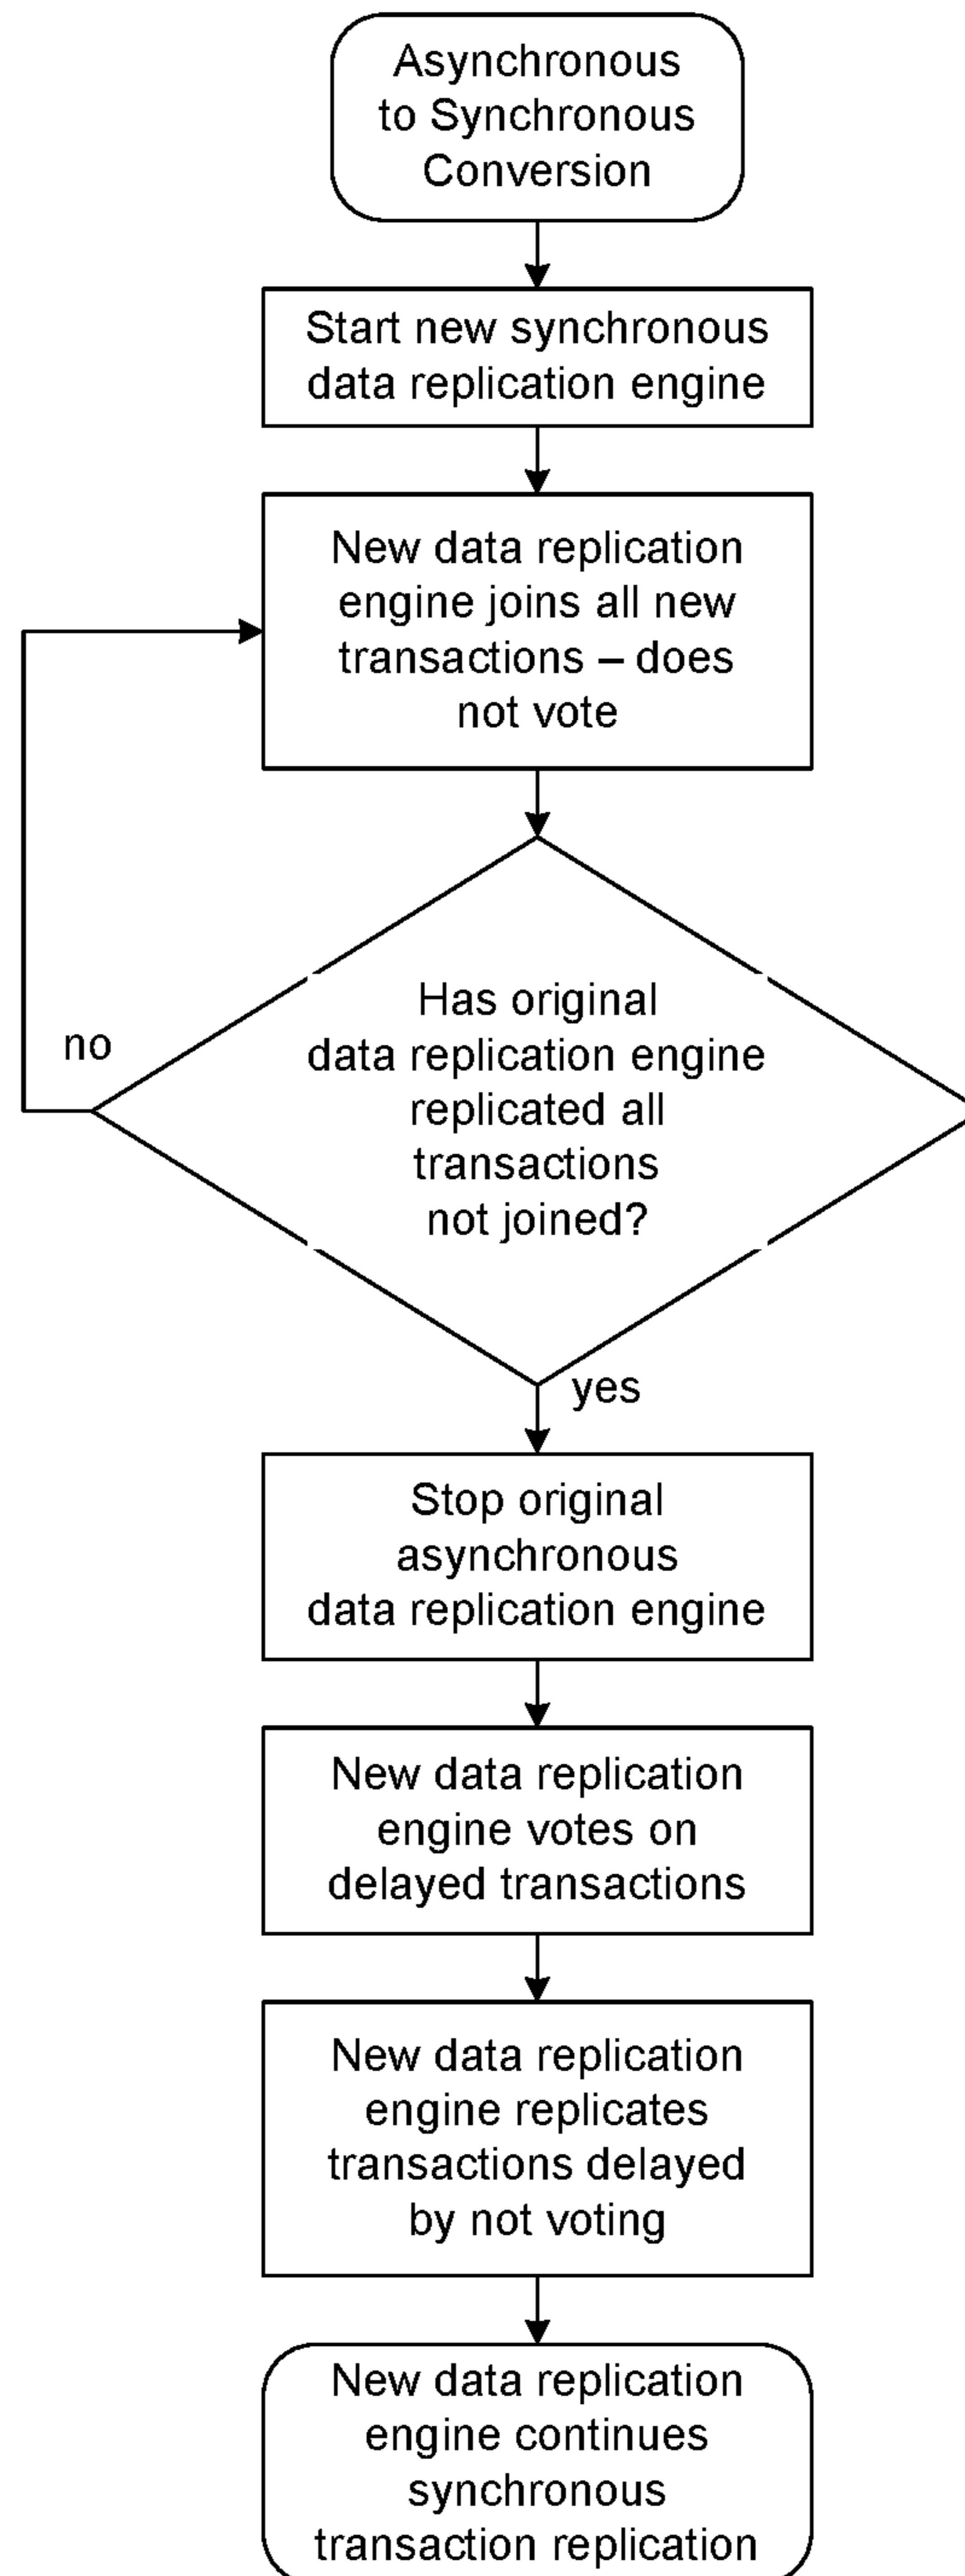 Asynchronous
to Synchronous
Conversion
Start new synchronous
data replication engine
New data replication
engine joins all new
transactions – does
not vote
no
Has original
data replication engine
replicated all
transactions
not joined?
yes
Stop original
asynchronous
data replication engine
New data replication
engine votes on
delayed transactions
New data replication
engine replicates
transactions delayed
by not voting
New data replication
engine continues
synchronous
transaction replication